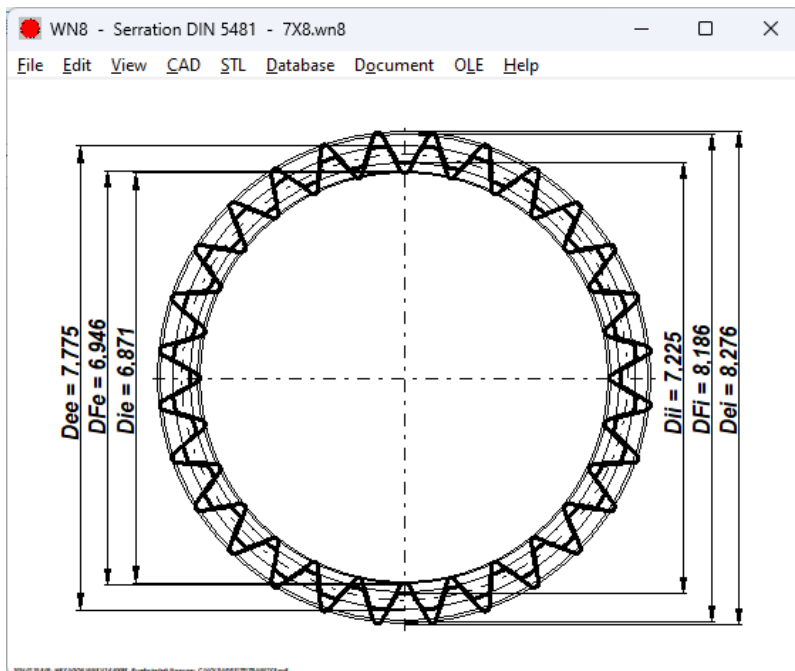 WN8 - Serration DIN 5481 - 7X8.wn8
File Edit View CAD STL Database Document OLE Help
Dee = 7.775
DFe = 6.946
Die = 6.871
Dii = 7.225
DFi = 8.186
Dei = 8.276